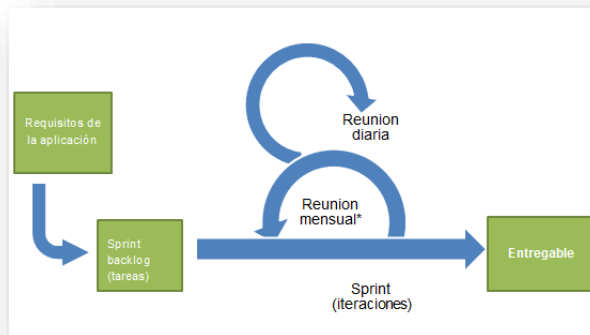 Requisitos de
la aplicación
Sprint
backlog
(tareas)
Reunion
diaria
Reunion
mensual*
Sprint
(iteraciones)
Entregable